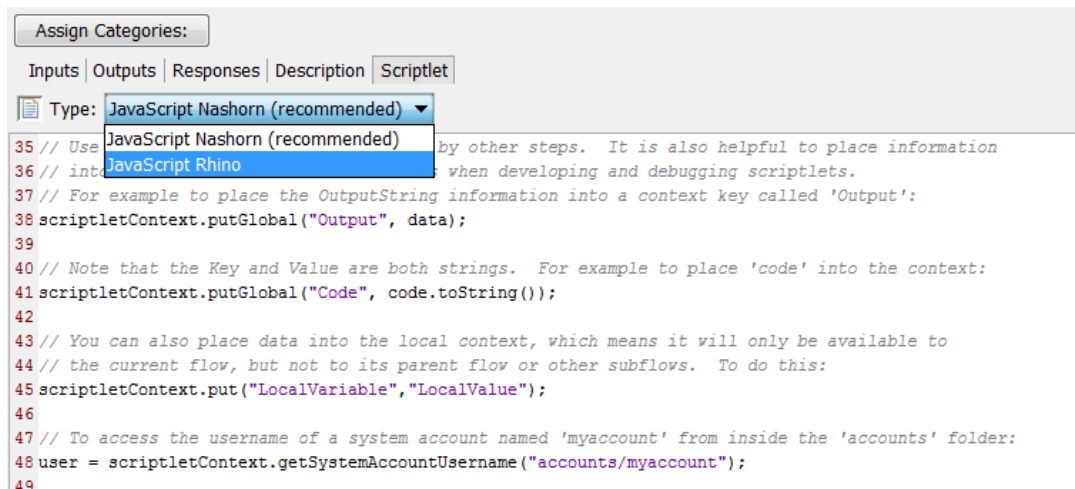 Assign Categories:
Inputs Outputs Responses Description Scriptlet
Type: JavaScript Nashorn (recommended)
JavaScript Nashorn (recommended)
JavaScript Rhino
35 // Use by other steps. It is also helpful to place information
36 // into when developing and debugging scriptlets.
37 // For example to place the OutputString information into a context key called 'Output':
38 scriptletContext.putGlobal("Output", data);
39
40 // Note that the Key and Value are both strings. For example to place 'code' into the context:
41 scriptletContext.putGlobal("Code", code.toString());
42
43 // You can also place data into the local context, which means it will only be available to
44 // the current flow, but not to its parent flow or other subflows. To do this:
45 scriptletContext.put("LocalVariable","LocalValue");
46
47 // To access the username of a system account named 'myaccount' from inside the 'accounts' folder:
48 user = scriptletContext.getSystemAccountUsername("accounts/myaccount");
49